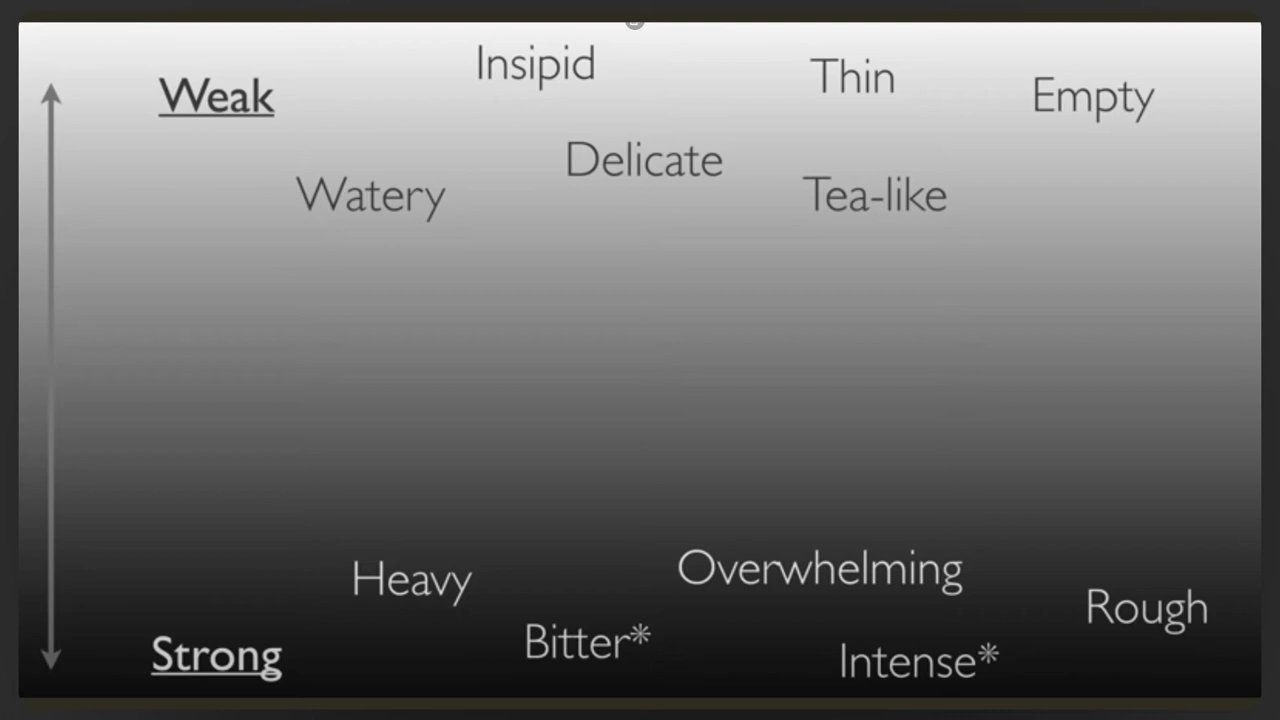 Insipid
Thin
Weak
Empty
Delicate
Watery
Tea-like
Heavy
Overwhelming
Rough
Bitter*
Strong
Intense*